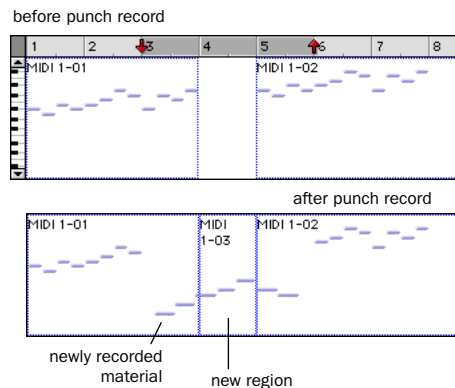 before punch record
1 2 3 4 5 6 7 8
MIDI 1-01 MIDI 1-02
after punch record
MIDI 1-01 MIDI 1-03 MIDI 1-02
newly recorded
material
new region